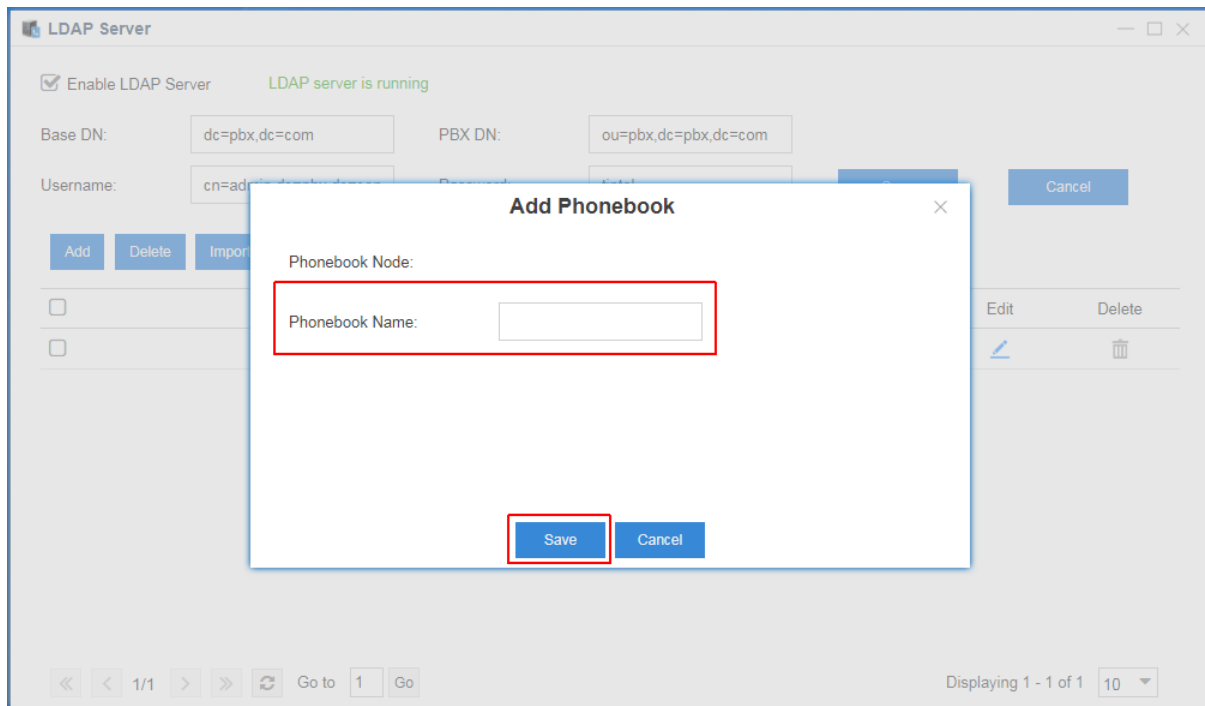 LDAP Server
Enable LDAP Server LDAP server is running
Base DN: dc=pbx,dc=com PBX DN: ou=pbx,dc=pbx,dc=com
Username: Cancel
Add Phonebook
Add Delete Import
Phonebook Node:
Edit Delete
Phonebook Name:
Save Cancel
1/1 Go to 1 Go Displaying 1 - 1 of 1 10